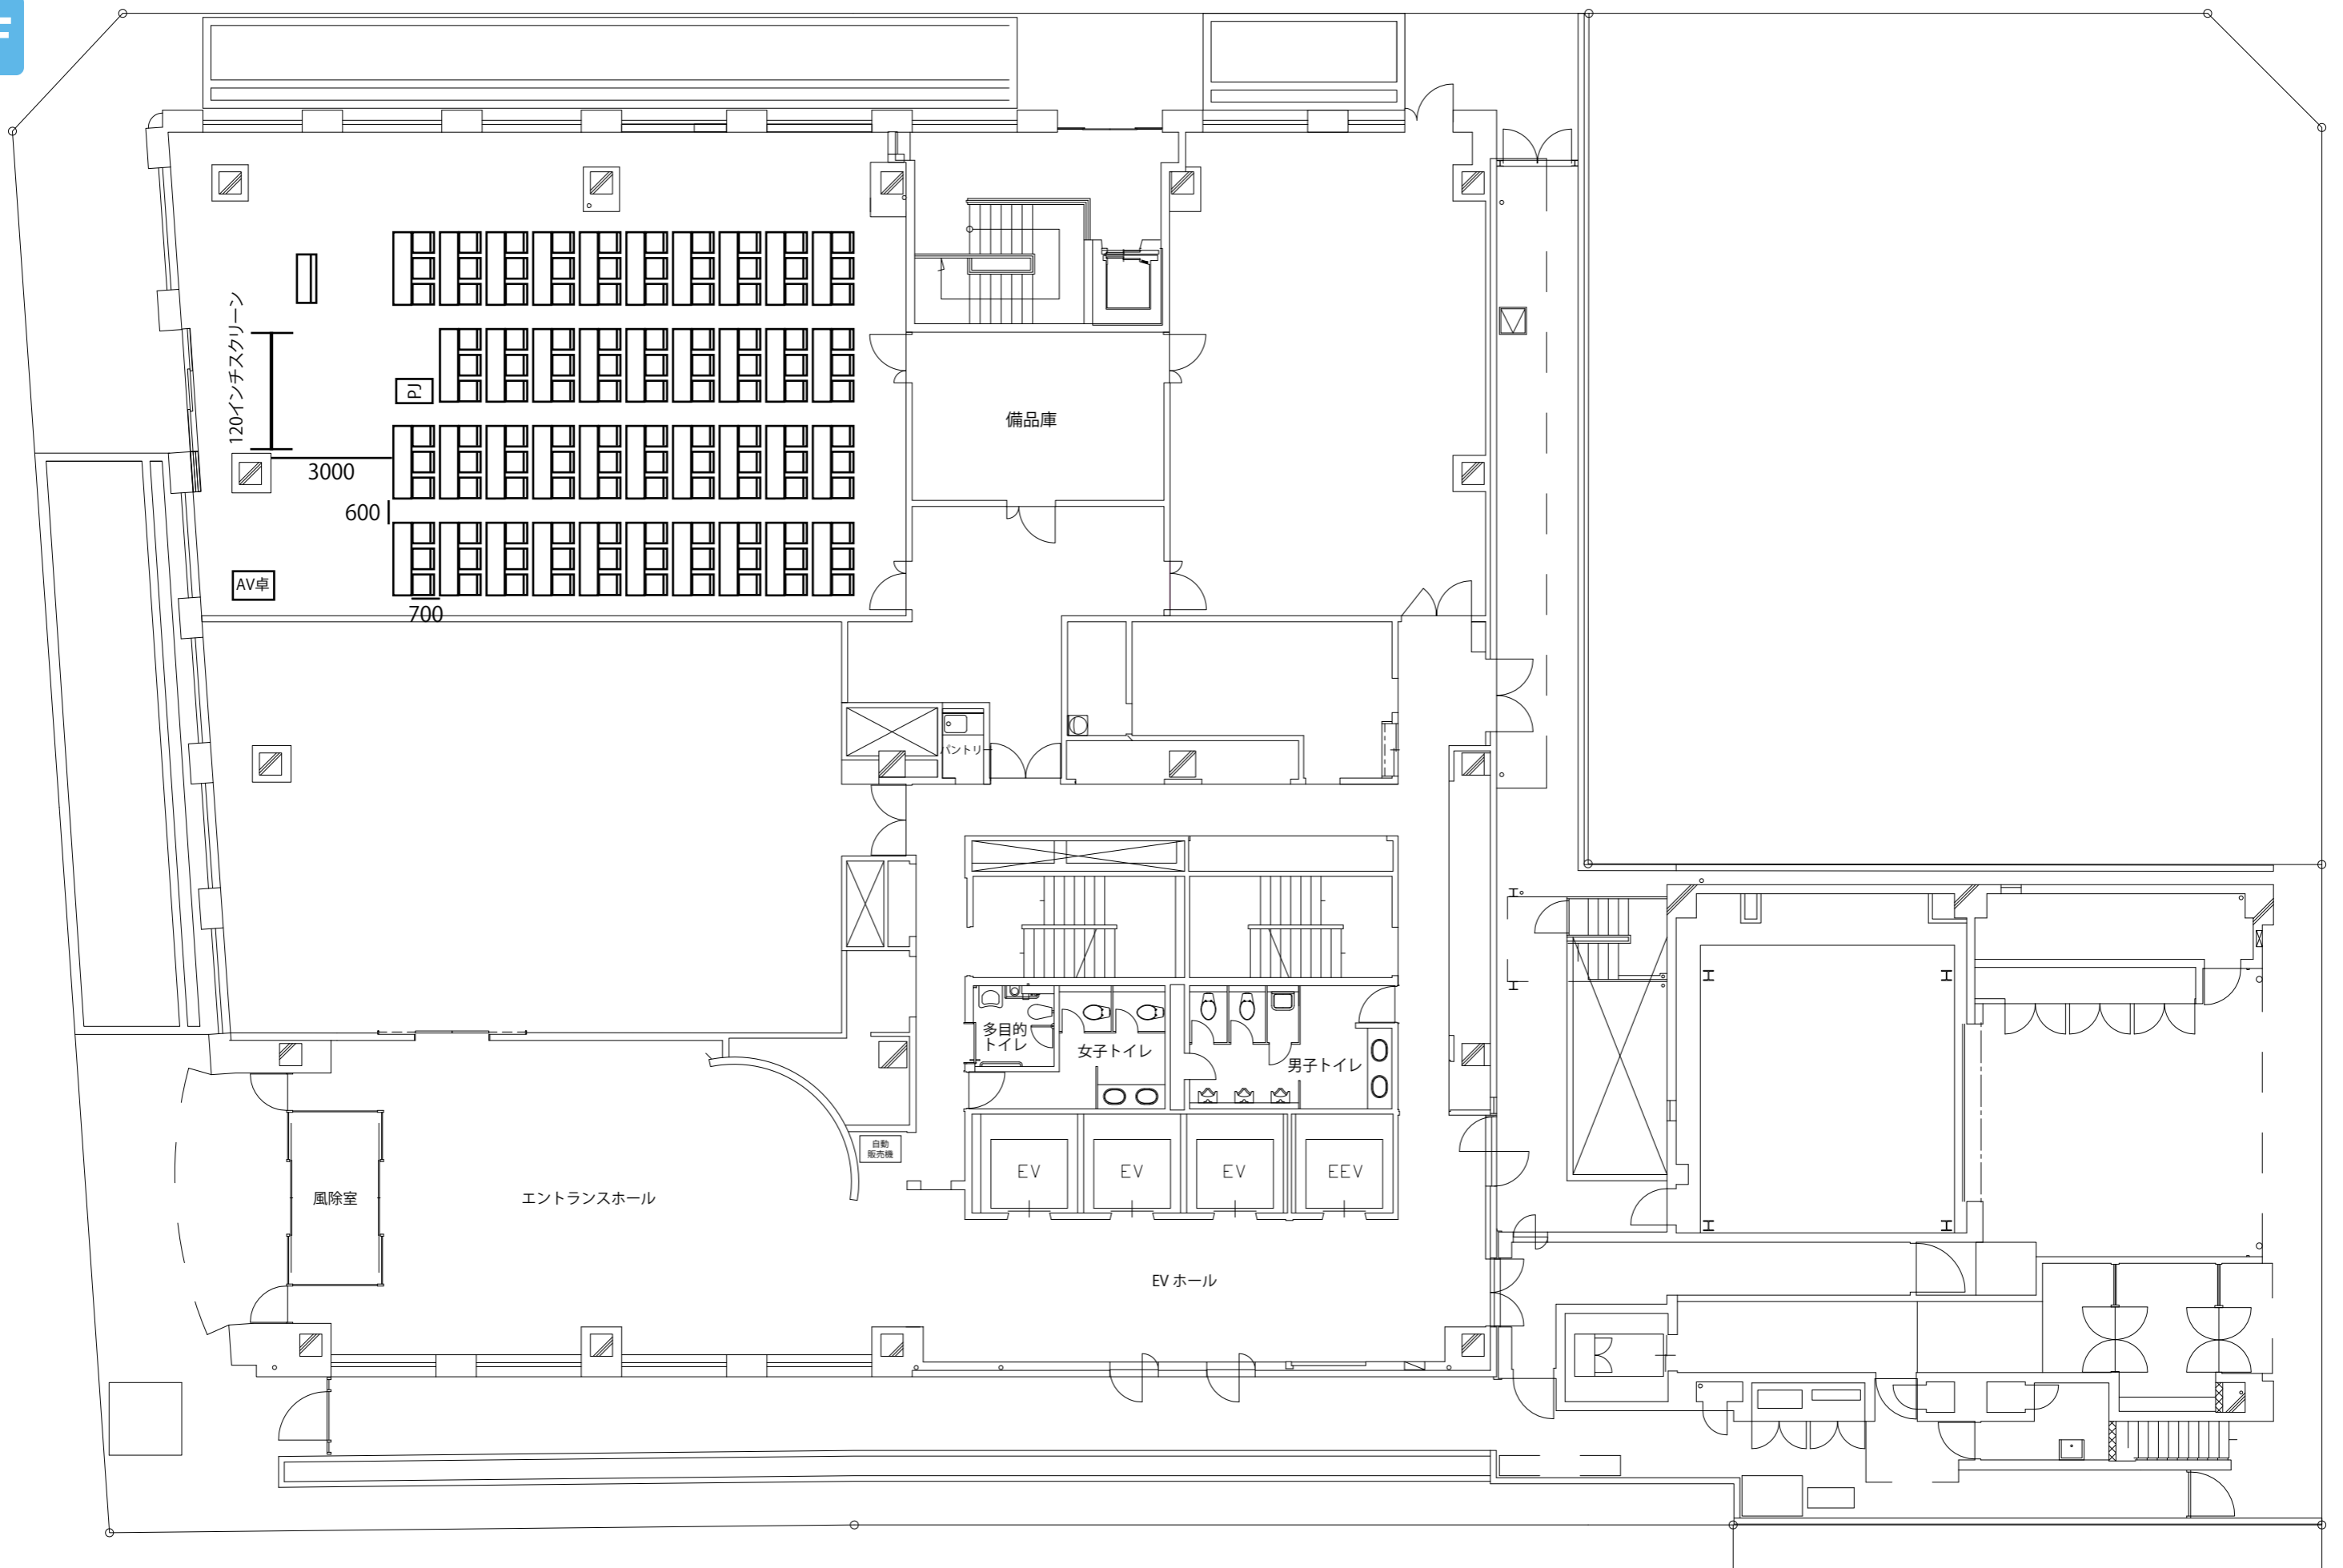 120インチスクリーン
PJ
備品庫
3000
600
AV卓
700
パントリー
多目的
トイレ
女子トイレ
男子トイレ
自動
販売機
EV
EV
EV
EEV
風除室
エントランスホール
EV ホール